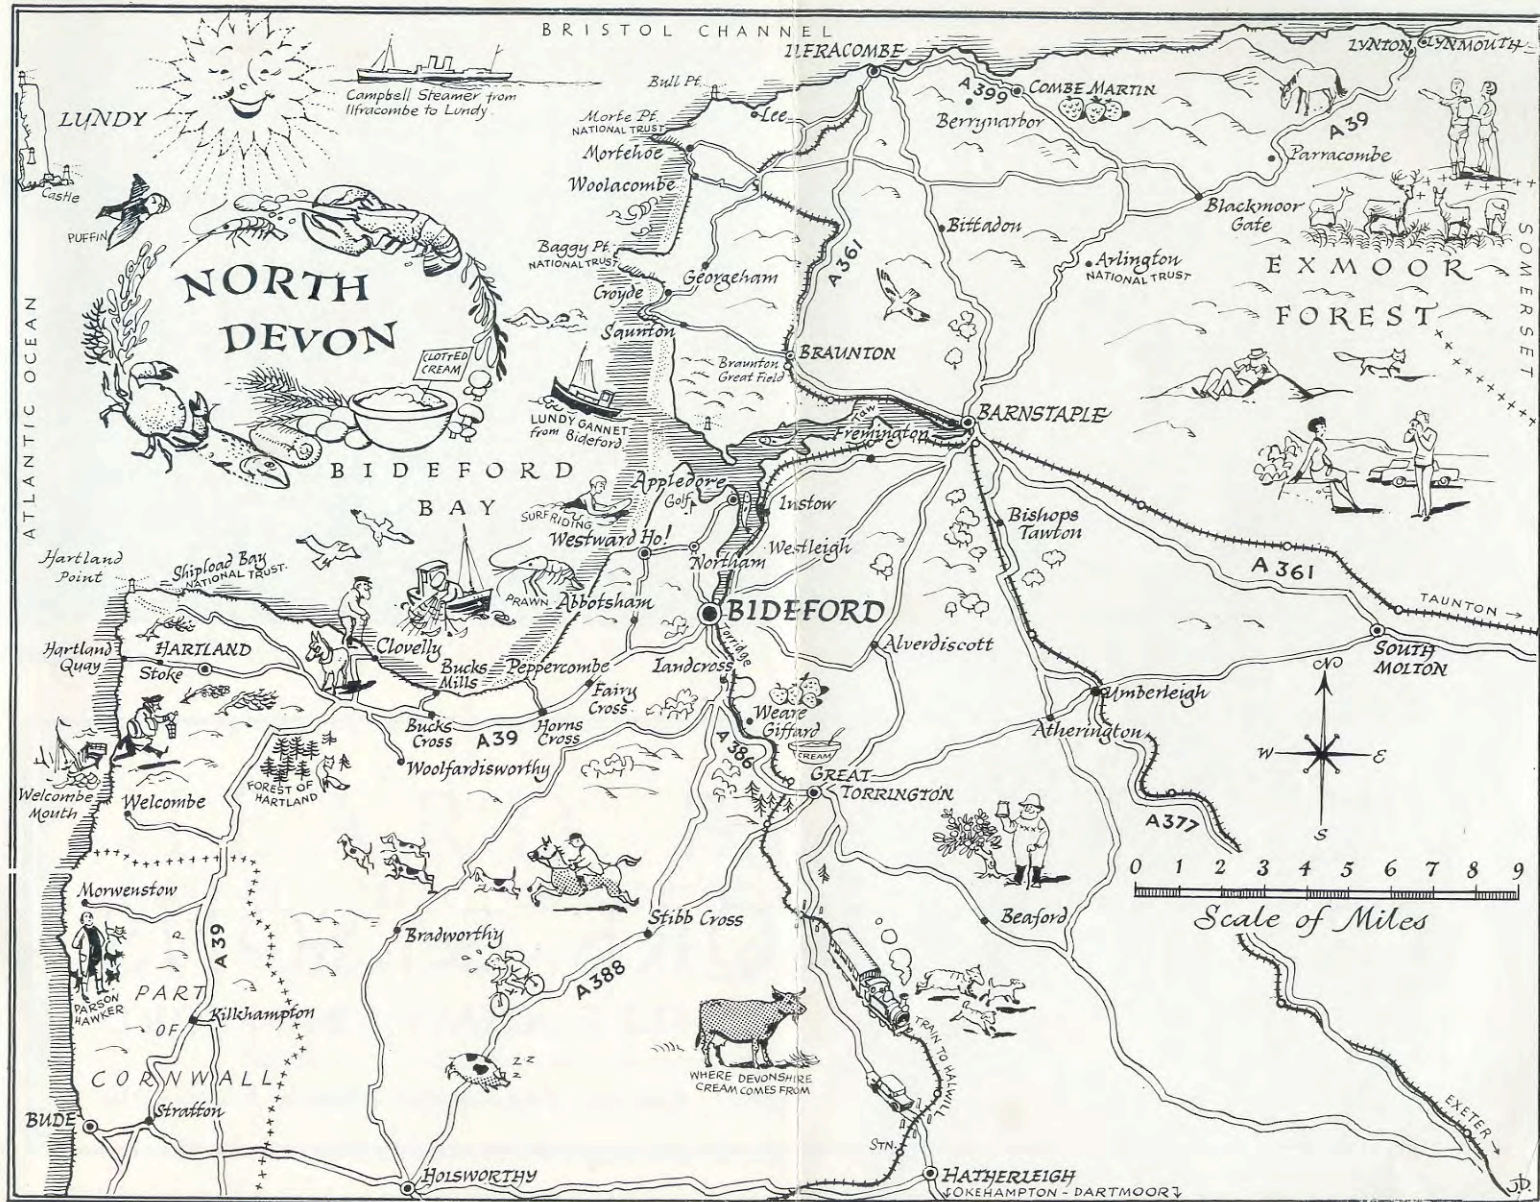 BRISTOL CHANNEL
ILFRACOMBE
LYNTON
LYNMOUTH
LUNDY
Castle
PUFFIN
Campbell Steamer from
Ilfracombe to Lundy.
Bull Pt.
Lee
Morte Pt.
NATIONAL TRUST
Mortehoe
Woolacombe
A 399
COMBE MARTIN
Berrynarbor
A 39
Parracombe
Blackmoor
Gate
Bittadon
Arlington
NATIONAL TRUST
EXMOOR
FOREST
SOMERSET
NORTH
DEVON
CLOTTED
CREAM
ATLANTIC OCEAN
Baggy Pt.
NATIONAL TRUST
Georgeham
Croyde
Saunton
A 361
BRAUNTON
Braunton
Great Field
LUNDY GANNET
from Bideford
BARNSTAPLE
Fremington
BIDEFORD
BAY
Appledore
Golf
Instow
SURF RIDING
Westward Ho!
Northam
Westleigh
Bishops
Tawton
A 361
TAUNTON →
Hartland
Point
Shipload Bay
NATIONAL TRUST.
PRAWN
Abbotsham
BIDEFORD
Torridge
Alverdiscott
SOUTH
MOLTON
Hartland
Quay
HARTLAND
Stoke
Clovelly
Bucks
Mills
Peppercombe
Landcross
Fairy
Cross
Umberleigh
Atherington
Bucks
Cross
A39
Horns
Cross
Weare
Giffard
CREAM
A 386
Woolfardisworthy
FOREST OF
HARTLAND
GREAT
TORRINGTON
N
W
E
S
Welcombe
Mouth
Welcombe
A377
0 1 2 3 4 5 6 7 8 9
Scale of Miles
Morwenstow
PARSON
HAWKER
A39
Bradworthy
Stibb Cross
Beaford
A388
PART
OF
CORNWALL
Kilkhampton
WHERE DEVONSHIRE
CREAM COMES FROM
TRAIN TO HALWILL
zz
z
BUDE
Stratton
STN.
EXETER →
HOLSWORTHY
HATHERLEIGH
↓OKEHAMPTON - DARTMOOR↓